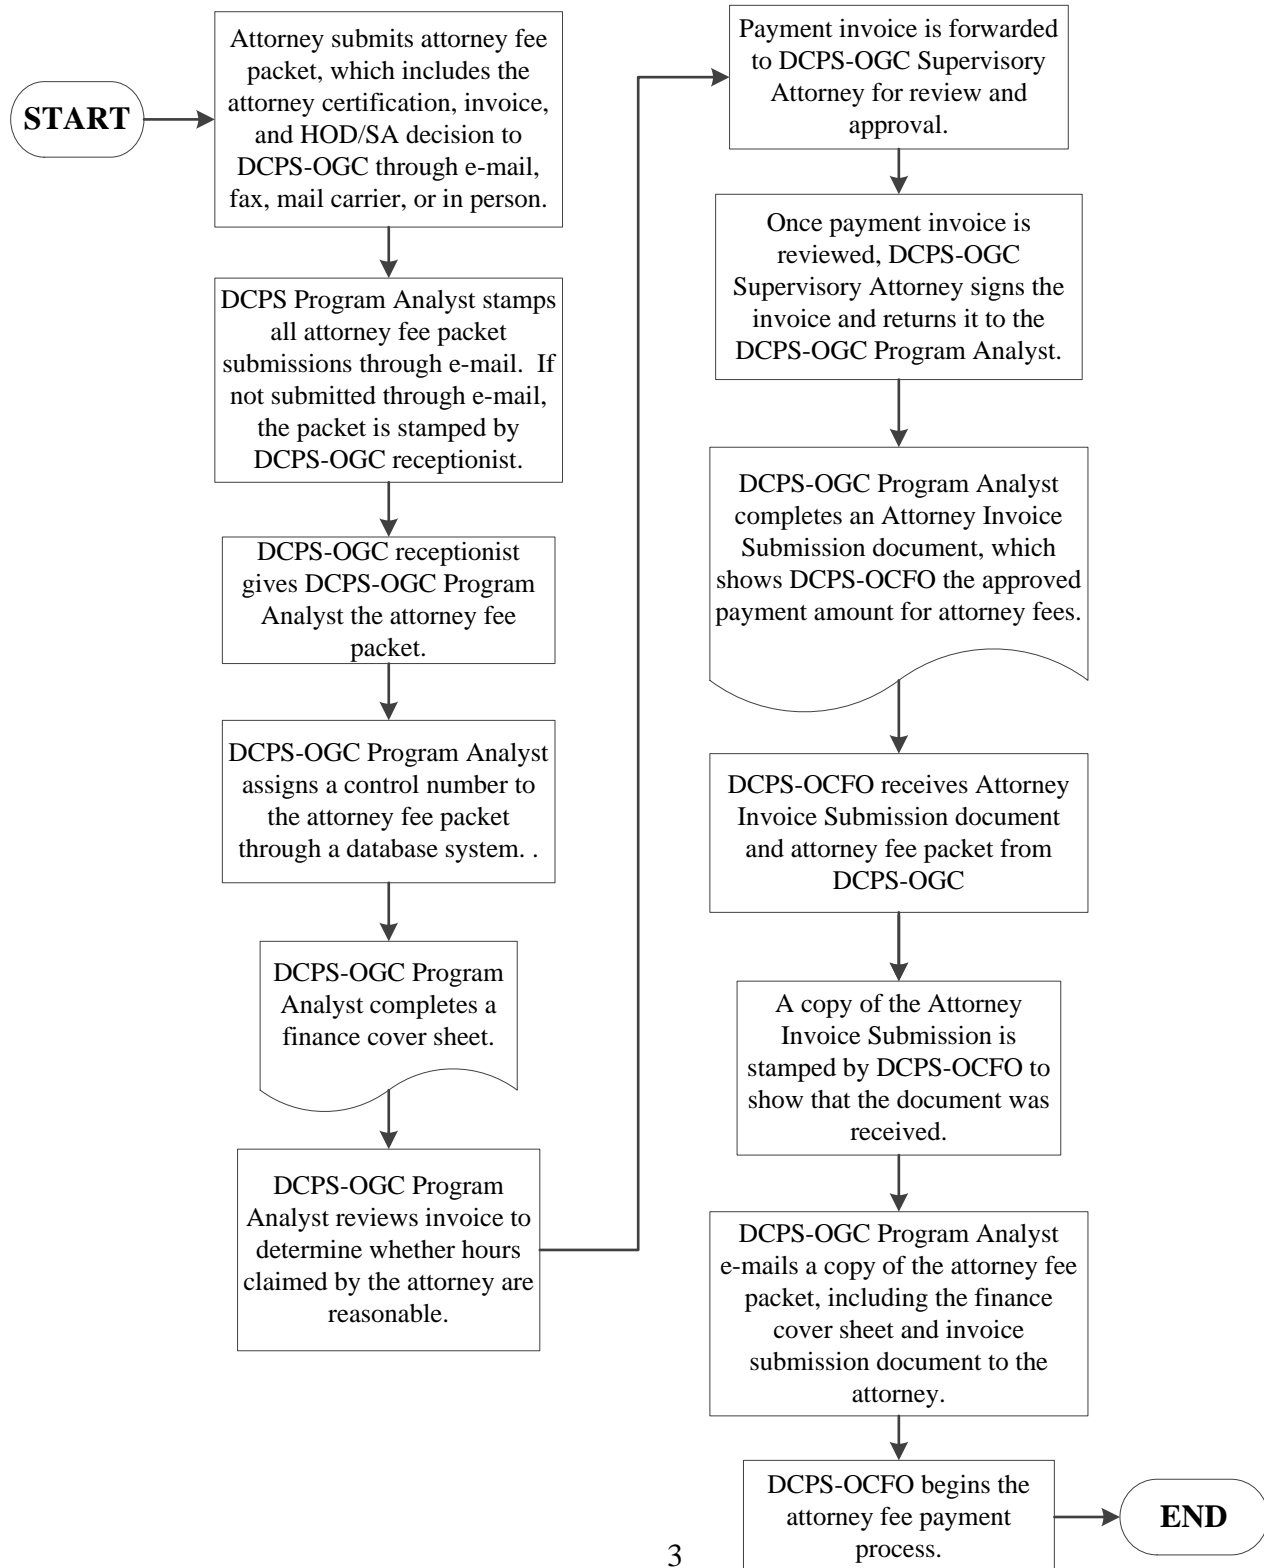 START
Attorney submits attorney fee
packet, which includes the
attorney certification, invoice,
and HOD/SA decision to
DCPS-OGC through e-mail,
fax, mail carrier, or in person.
DCPS Program Analyst stamps
all attorney fee packet
submissions through e-mail.  If
not submitted through e-mail,
the packet is stamped by
DCPS-OGC receptionist.
DCPS-OGC receptionist
gives DCPS-OGC Program
Analyst the attorney fee
packet.
DCPS-OGC Program Analyst
assigns a control number to
the attorney fee packet
through a database system. .
DCPS-OGC Program
Analyst completes a
finance cover sheet.
DCPS-OGC Program
Analyst reviews invoice to
determine whether hours
claimed by the attorney are
reasonable.
Payment invoice is forwarded
to DCPS-OGC Supervisory
Attorney for review and
approval.
Once payment invoice is
reviewed, DCPS-OGC
Supervisory Attorney signs the
invoice and returns it to the
DCPS-OGC Program Analyst.
DCPS-OGC Program Analyst
completes an Attorney Invoice
Submission document, which
shows DCPS-OCFO the approved
payment amount for attorney fees.
DCPS-OCFO receives Attorney
Invoice Submission document
and attorney fee packet from
DCPS-OGC
A copy of the Attorney
Invoice Submission is
stamped by DCPS-OCFO to
show that the document was
received.
DCPS-OGC Program Analyst
e-mails a copy of the attorney fee
packet, including the finance
cover sheet and invoice
submission document to the
attorney.
DCPS-OCFO begins the
attorney fee payment
process.
END
3